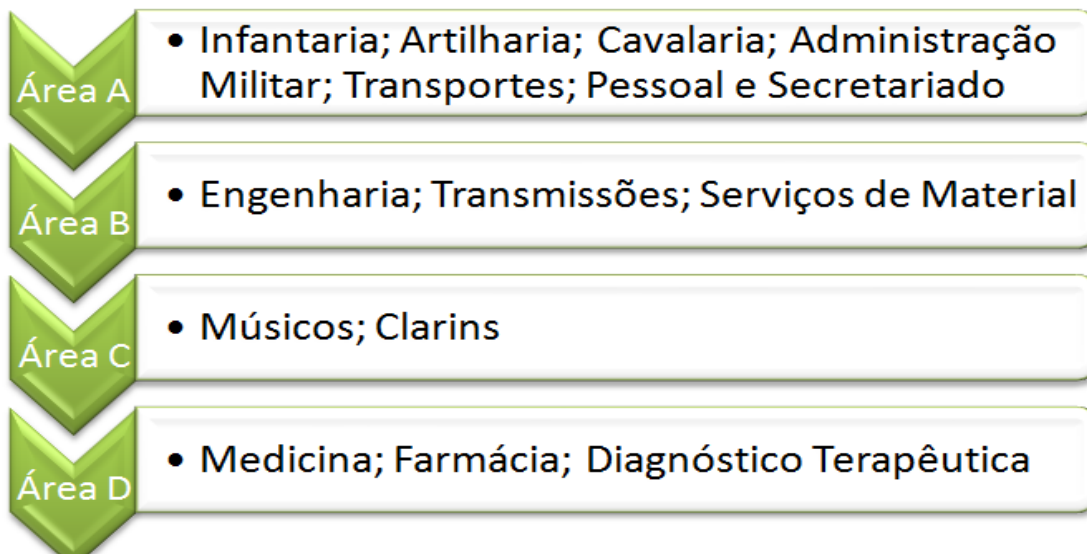 Área A
• Infantaria; Artilharia; Cavalaria; Administração
Militar; Transportes; Pessoal e Secretariado
Área B
• Engenharia; Transmissões; Serviços de Material
Área C
• Músicos; Clarins
Área D
• Medicina; Farmácia; Diagnóstico Terapêutica